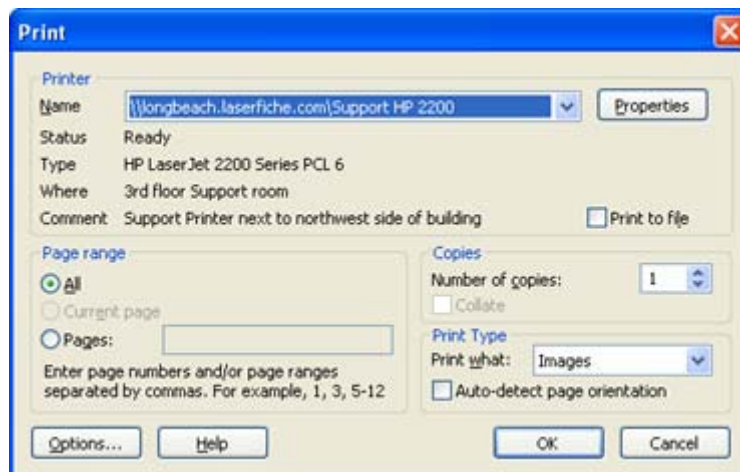 Print
Printer
Name \\longbeach.laserfiche.com\Support HP 2200 Properties
Status Ready
Type HP LaserJet 2200 Series PCL 6
Where 3rd floor Support room
Comment Support Printer next to northwest side of building Print to file
Page range
All
Current page
Pages:
Enter page numbers and/or page ranges
separated by commas. For example, 1, 3, 5-12
Copies
Number of copies: 1
Collate
Print Type
Print what: Images
Auto-detect page orientation
Options... Help OK Cancel